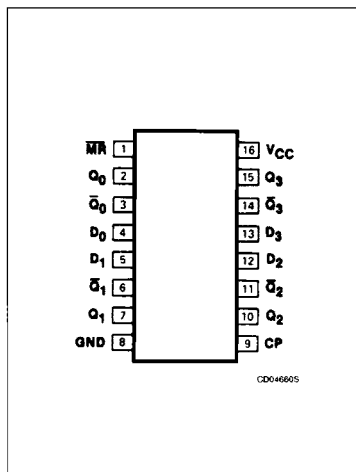 M̅R̅ 1 16 VCC
Q0 2 15 Q3
Q̅0 3 14 Q̅3
D0 4 13 D3
D1 5 12 D2
Q̅1 6 11 Q̅2
Q1 7 10 Q2
GND 8 9 CP
CD04660S